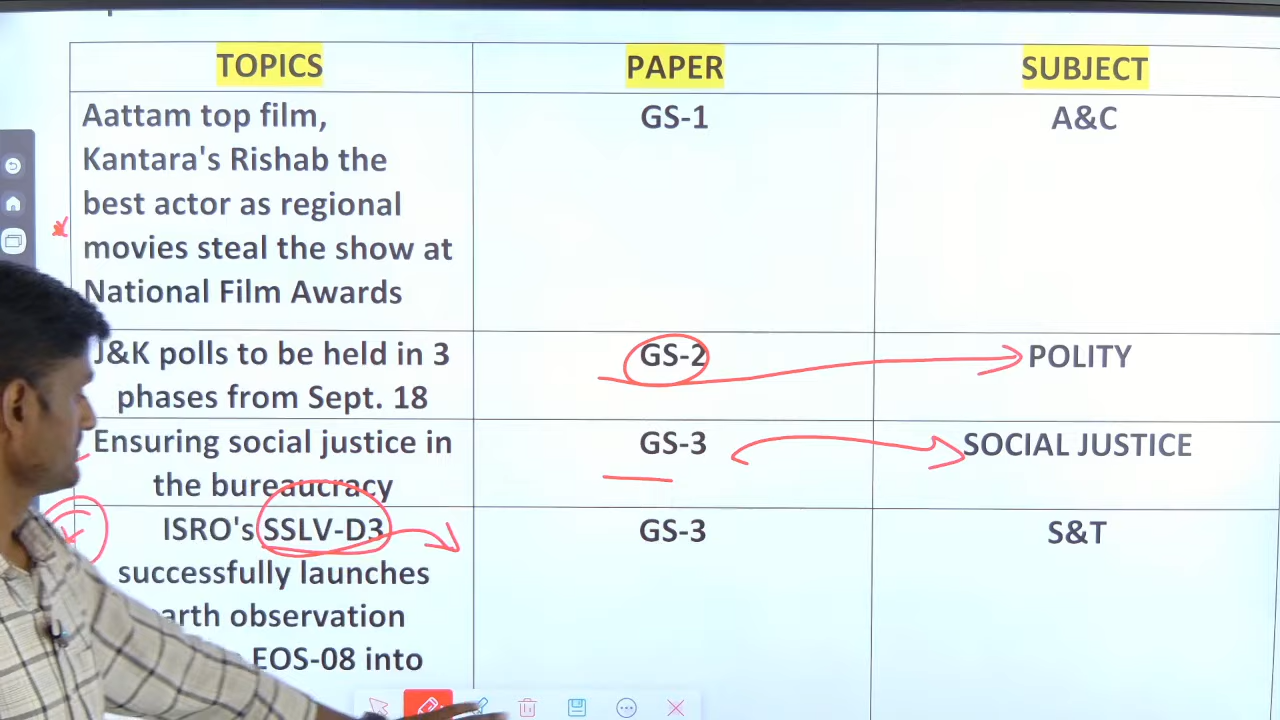 TOPICS PAPER SUBJECT
Aattam top film, GS-1 A&C
Kantara's Rishab the
best actor as regional
movies steal the show at
National Film Awards
J&K polls to be held in 3 GS-2 POLITY
phases from Sept. 18
Ensuring social justice in GS-3 SOCIAL JUSTICE
the bureaucracy
ISRO's SSLV-D3 GS-3 S&T
successfully launches
observation
EOS-08 into